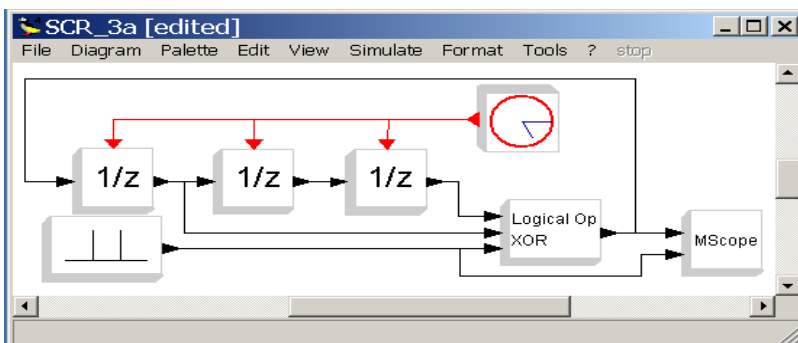 SCR_3a [edited]
File Diagram Palette Edit View Simulate Format Tools ? stop
1/z 1/z 1/z
Logical Op
XOR
MScope